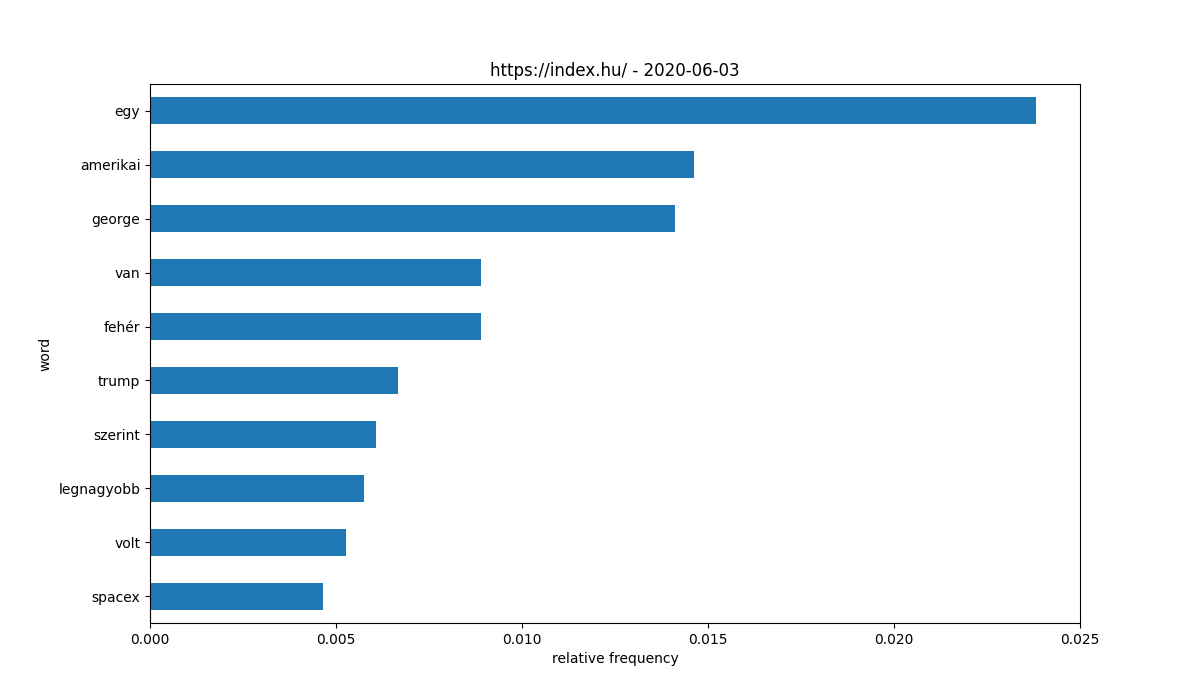 https://index.hu/ - 2020-06-03
egy
amerikai
george
van
fehér
trump
szerint
legnagyobb
volt
spacex
word
0.000 0.005 0.010 0.015 0.020 0.025
relative frequency